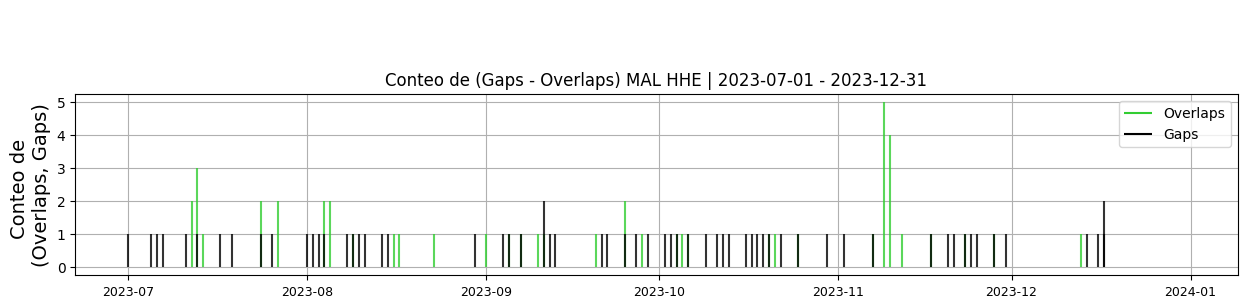 Conteo de (Gaps - Overlaps) MAL HHE | 2023-07-01 - 2023-12-31
Conteo de
(Overlaps, Gaps)
5
4
3
2
1
0
Overlaps
Gaps
2023-07
2023-08
2023-09
2023-10
2023-11
2023-12
2024-01